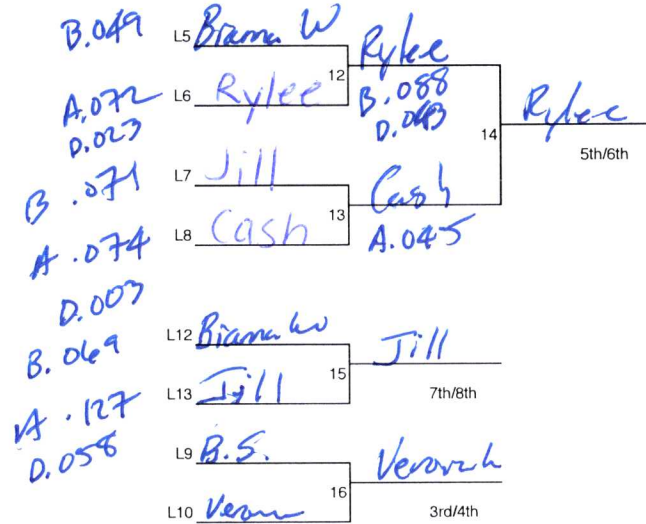 B.049
L5 Briana W
12
Rylee
A.072
L6 Rylee
B.088
D.043
D.023
14
Rylee
5th/6th
B .071
L7 Jill
13
Cash
A .074
L8 Cash
A.045
D.003
L12 Briana W
15
Jill
B.069
L13 Jill
7th/8th
A .127
D.058
L9 B.S.
16
L10
3rd/4th